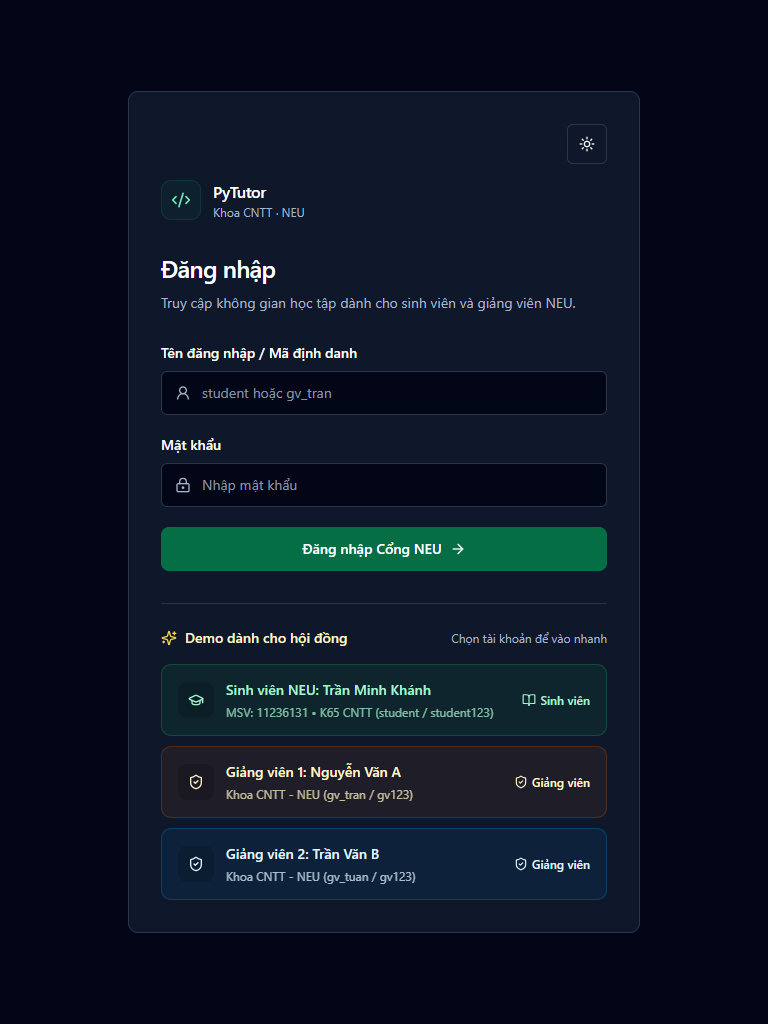 PyTutor
Khoa CNTT · NEU
Đăng nhập
Truy cập không gian học tập dành cho sinh viên và giảng viên NEU.
Tên đăng nhập / Mã định danh
student hoặc gv_tran
Mật khẩu
Nhập mật khẩu
Đăng nhập Cổng NEU →
Demo dành cho hội đồng
Chọn tài khoản để vào nhanh
Sinh viên NEU: Trần Minh Khánh
MSV: 11236131 • K65 CNTT (student / student123)
Sinh viên
Giảng viên 1: Nguyễn Văn A
Khoa CNTT - NEU (gv_tran / gv123)
Giảng viên
Giảng viên 2: Trần Văn B
Khoa CNTT - NEU (gv_tuan / gv123)
Giảng viên